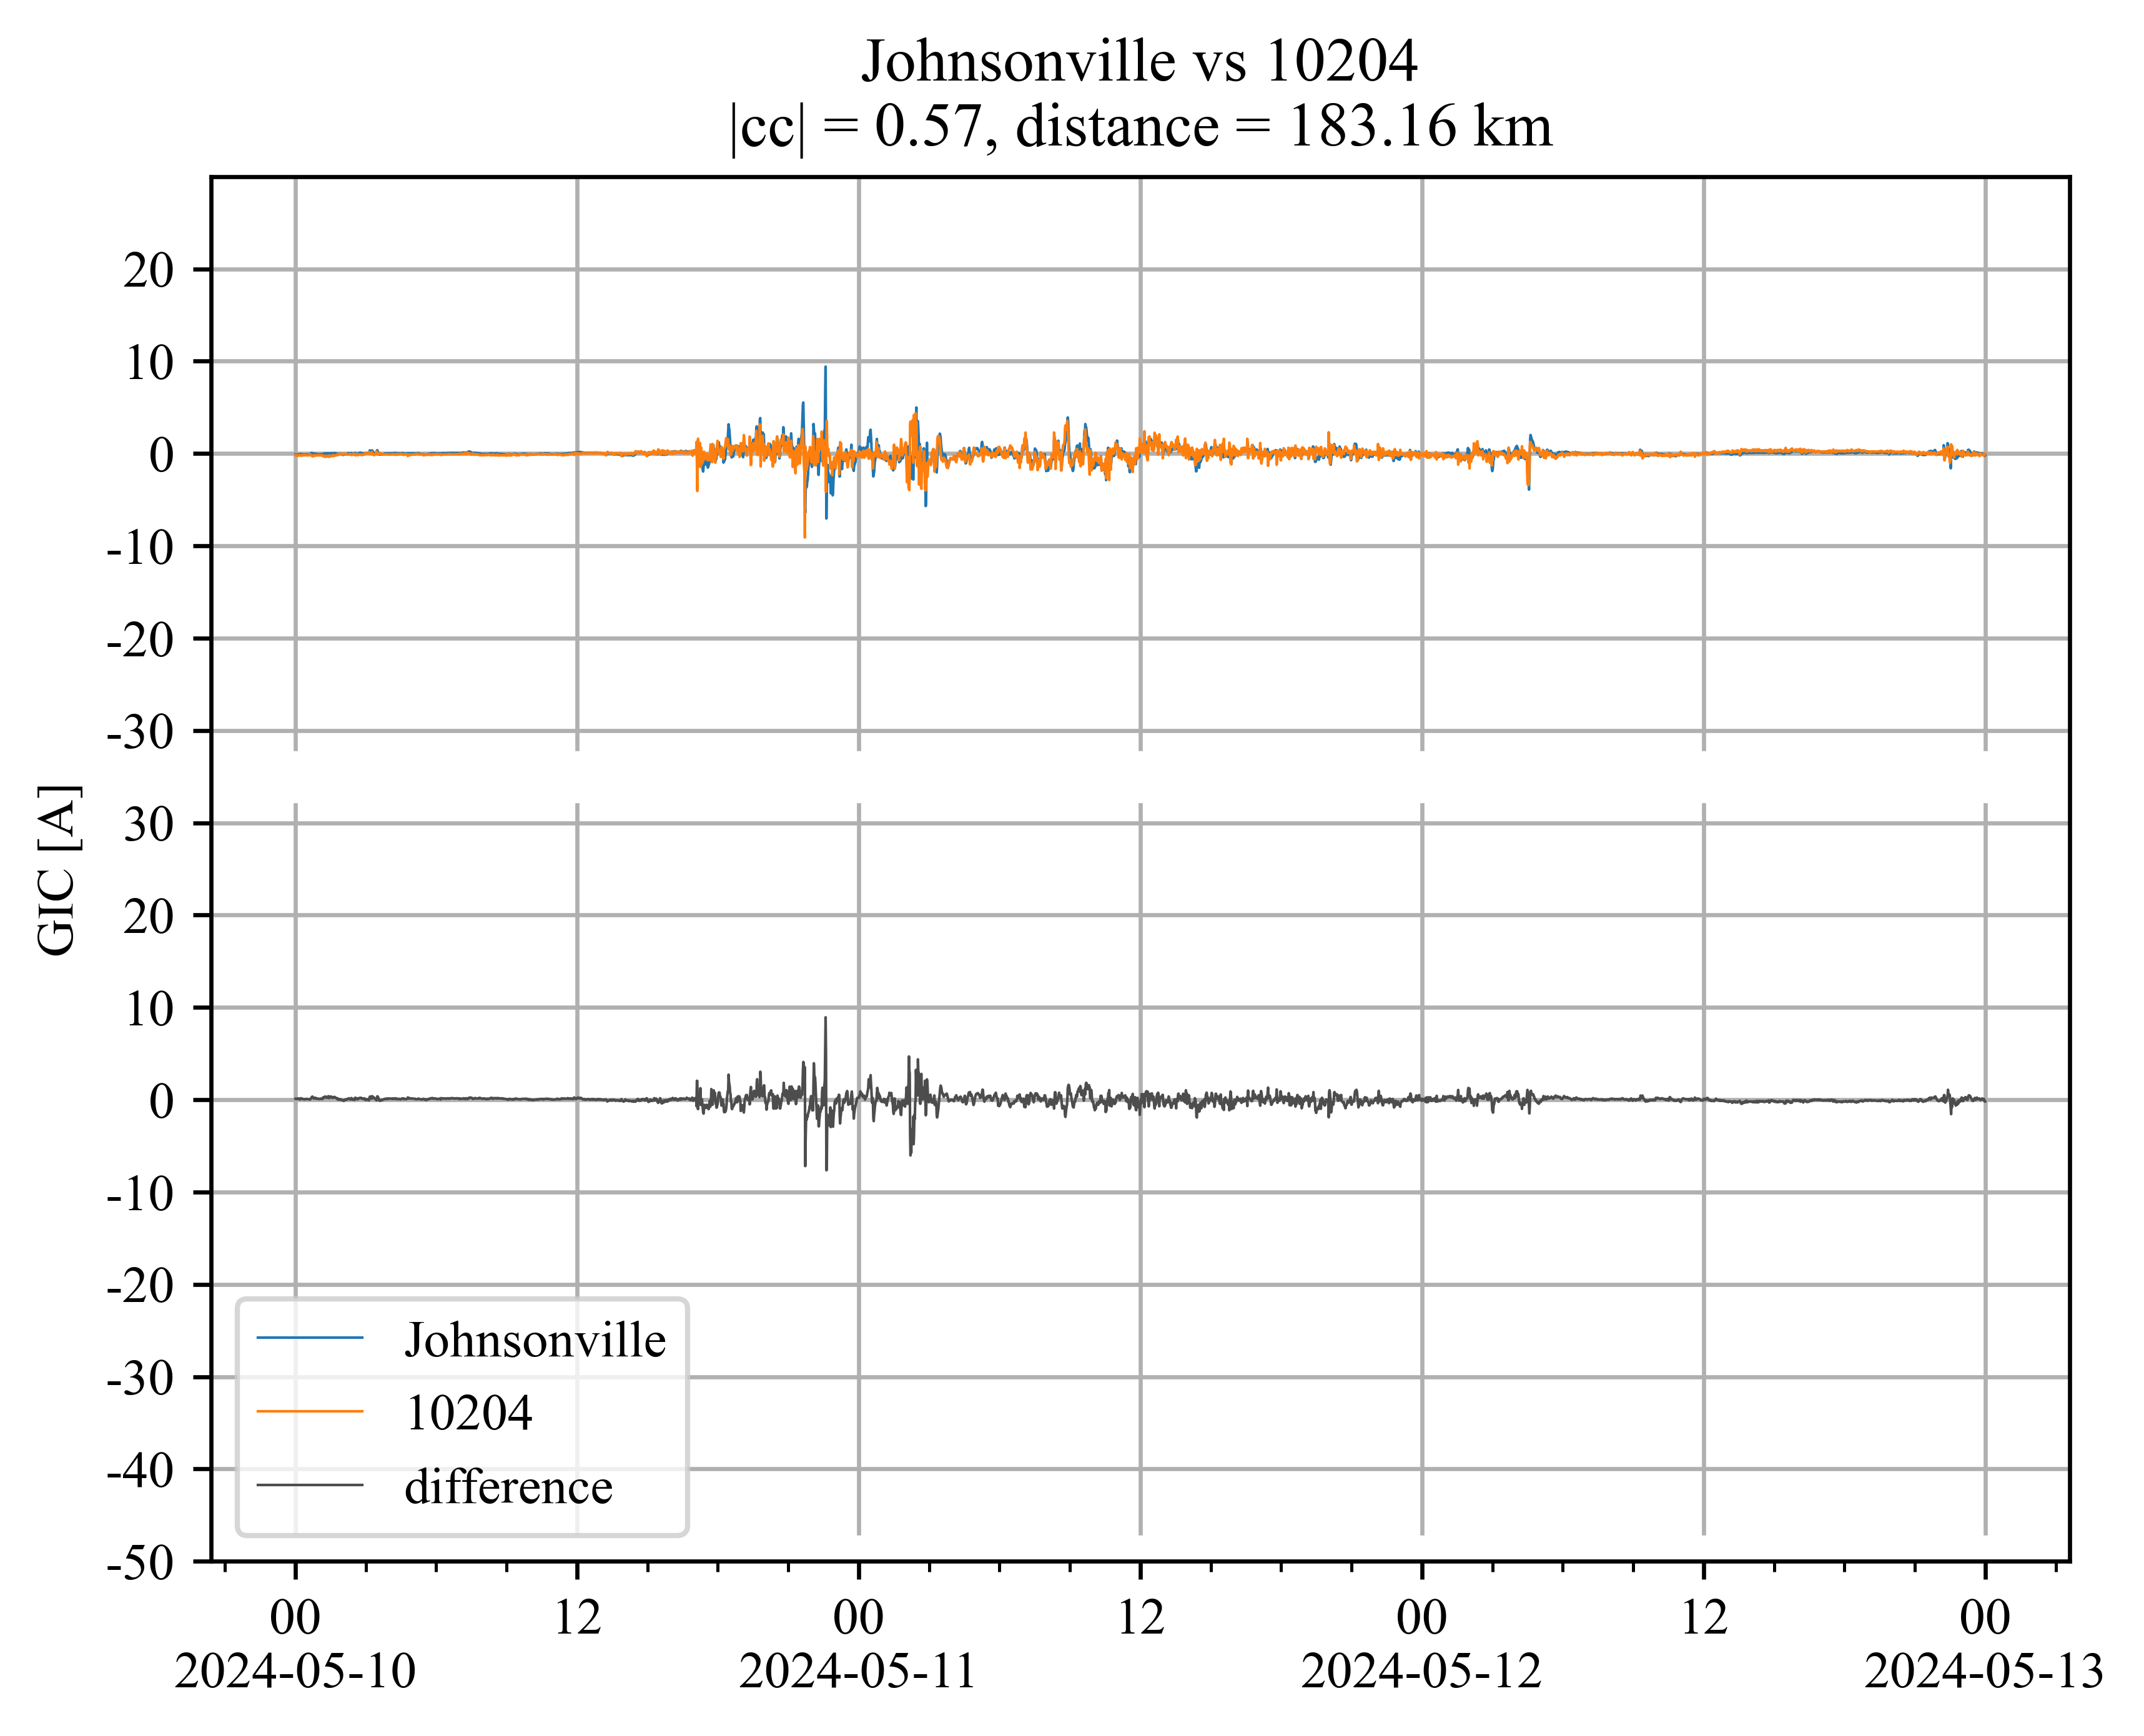 Johnsonville vs 10204
|cc| = 0.57, distance = 183.16 km
20
10
0
-10
-20
-30
30
20
10
0
-10
-20
-30
-40
-50
GIC [A]
Johnsonville
10204
difference
00 12 00 12 00 12 00
2024-05-10 2024-05-11 2024-05-12 2024-05-13